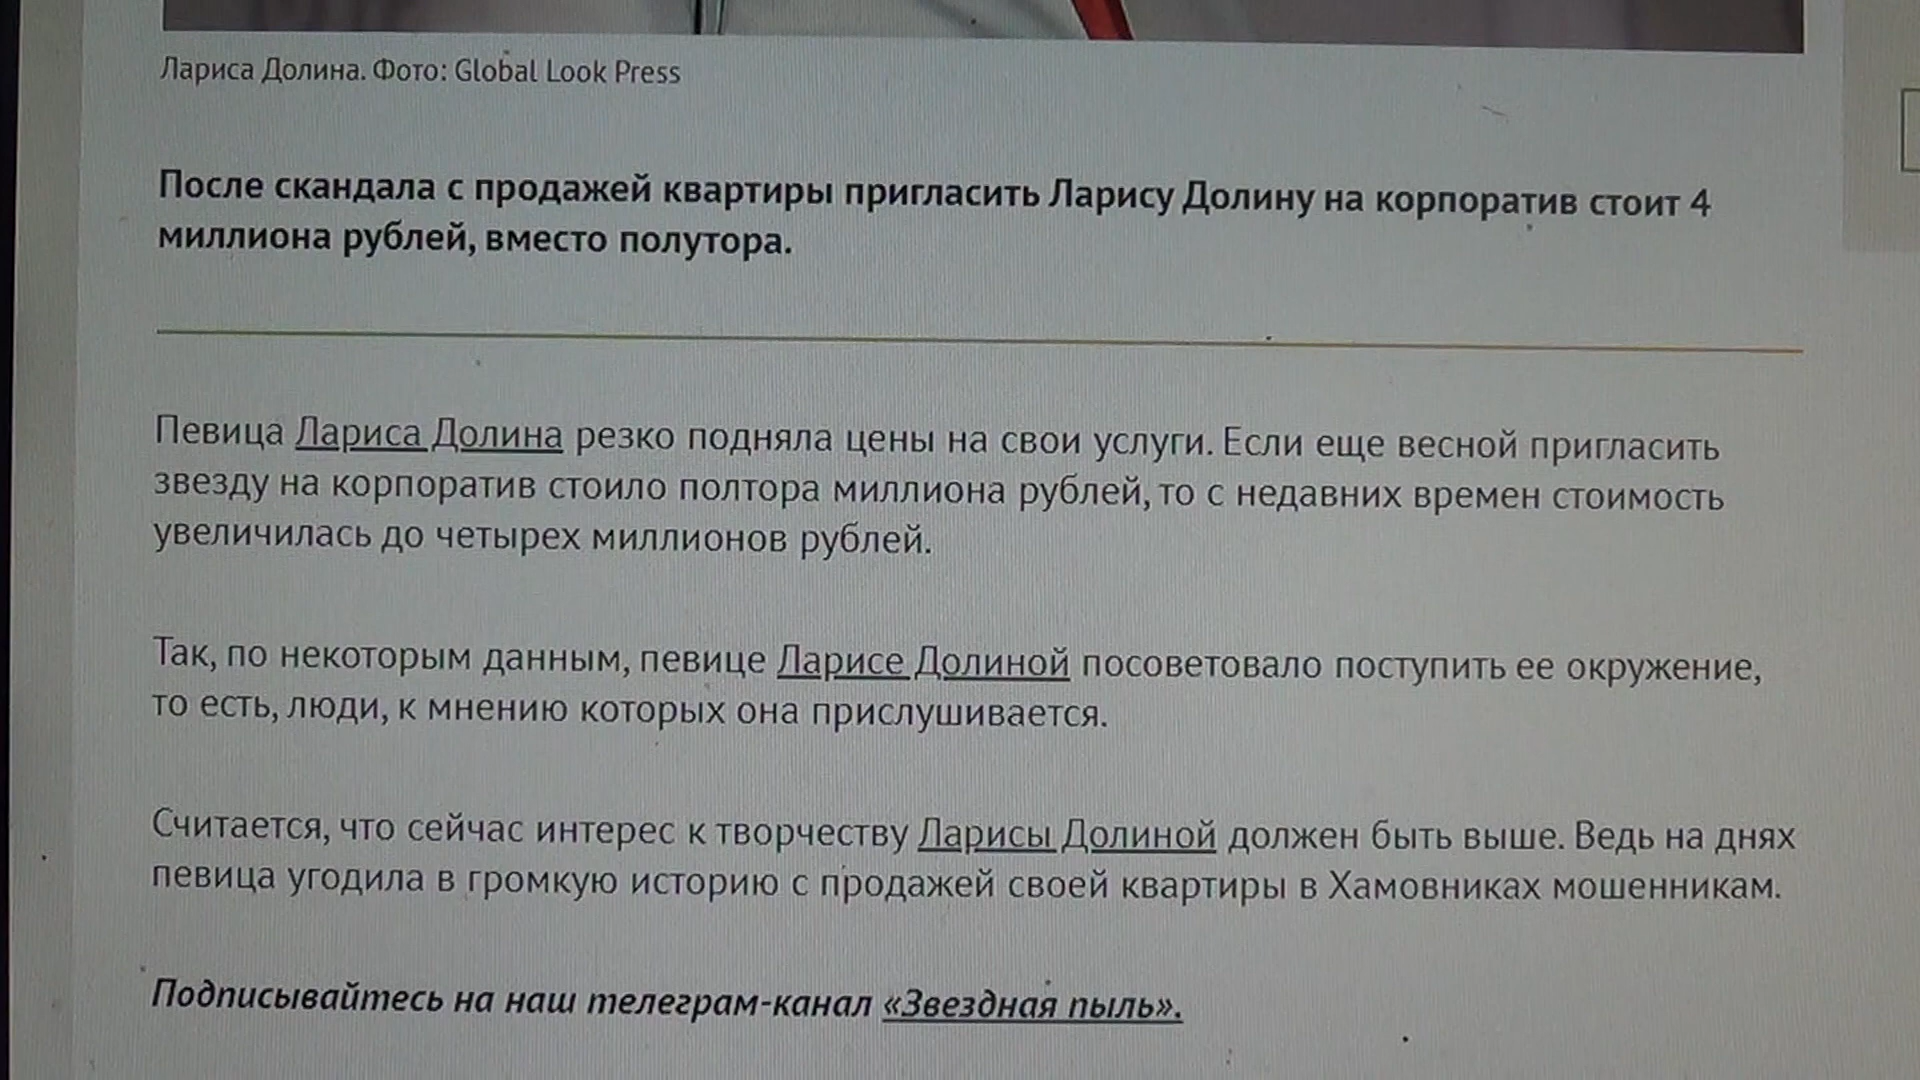 Лариса Долина. Фото: Global Look Press
После скандала с продажей квартиры пригласить Ларису Долину на корпоратив стоит 4
миллиона рублей, вместо полутора.
Певица Лариса Долина резко подняла цены на свои услуги. Если еще весной пригласить
звезду на корпоратив стоило полтора миллиона рублей, то с недавних времен стоимость
увеличилась до четырех миллионов рублей.
Так, по некоторым данным, певице Ларисе Долиной посоветовало поступить ее окружение,
то есть, люди, к мнению которых она прислушивается.
Считается, что сейчас интерес к творчеству Ларисы Долиной должен быть выше. Ведь на днях
певица угодила в громкую историю с продажей своей квартиры в Хамовниках мошенникам.
Подписывайтесь на наш телеграм-канал «Звездная пыль».